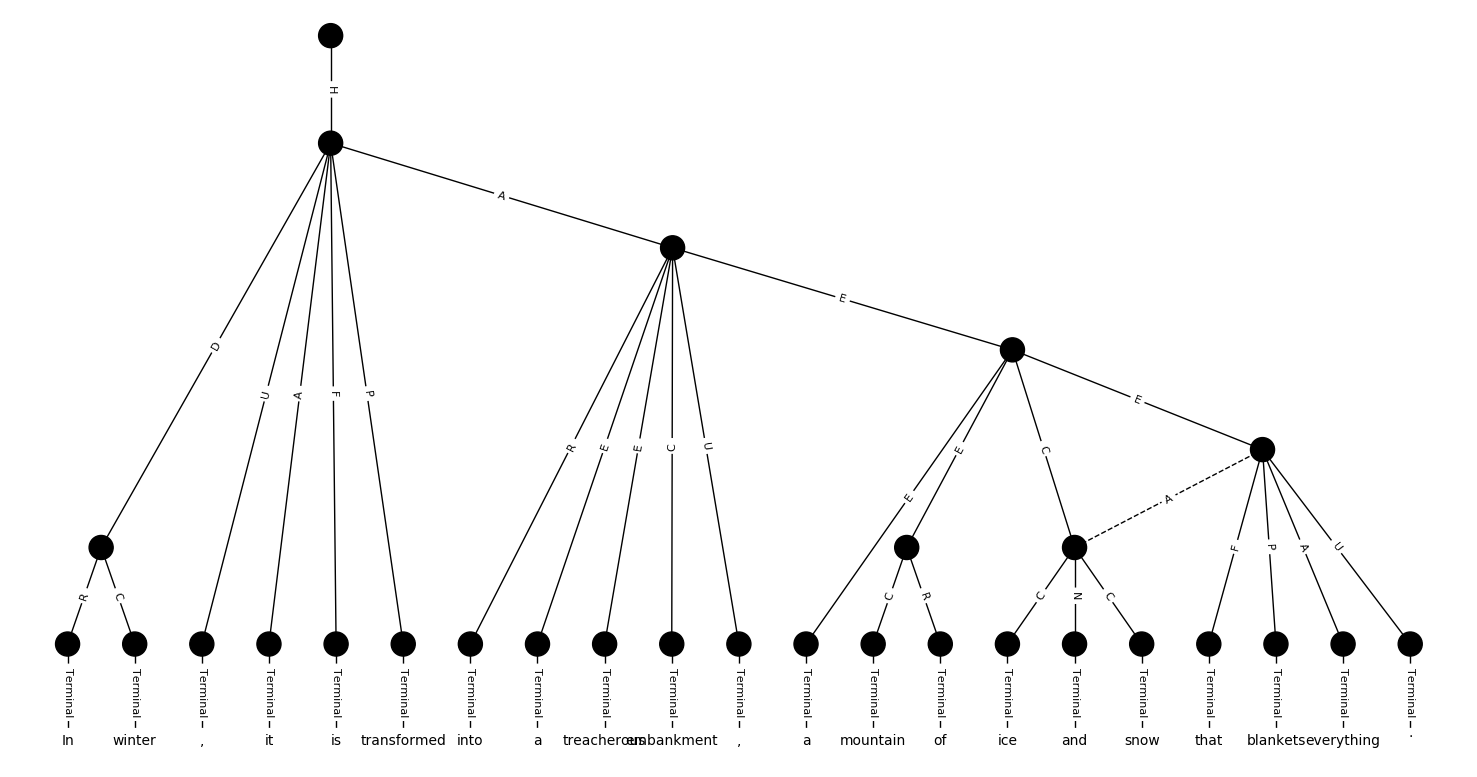 H
A
E
D
E
U
A
F
P
R
E
E
C
U
E
E
C
A
R
C
C
R
C
N
C
F
P
A
U
Terminal Terminal Terminal Terminal Terminal Terminal Terminal Terminal Terminal Terminal Terminal Terminal Terminal Terminal Terminal Terminal Terminal Terminal Terminal Terminal Terminal
In winter , it is transformed into a treacherous embankment , a mountain of ice and snow that blankets everything .